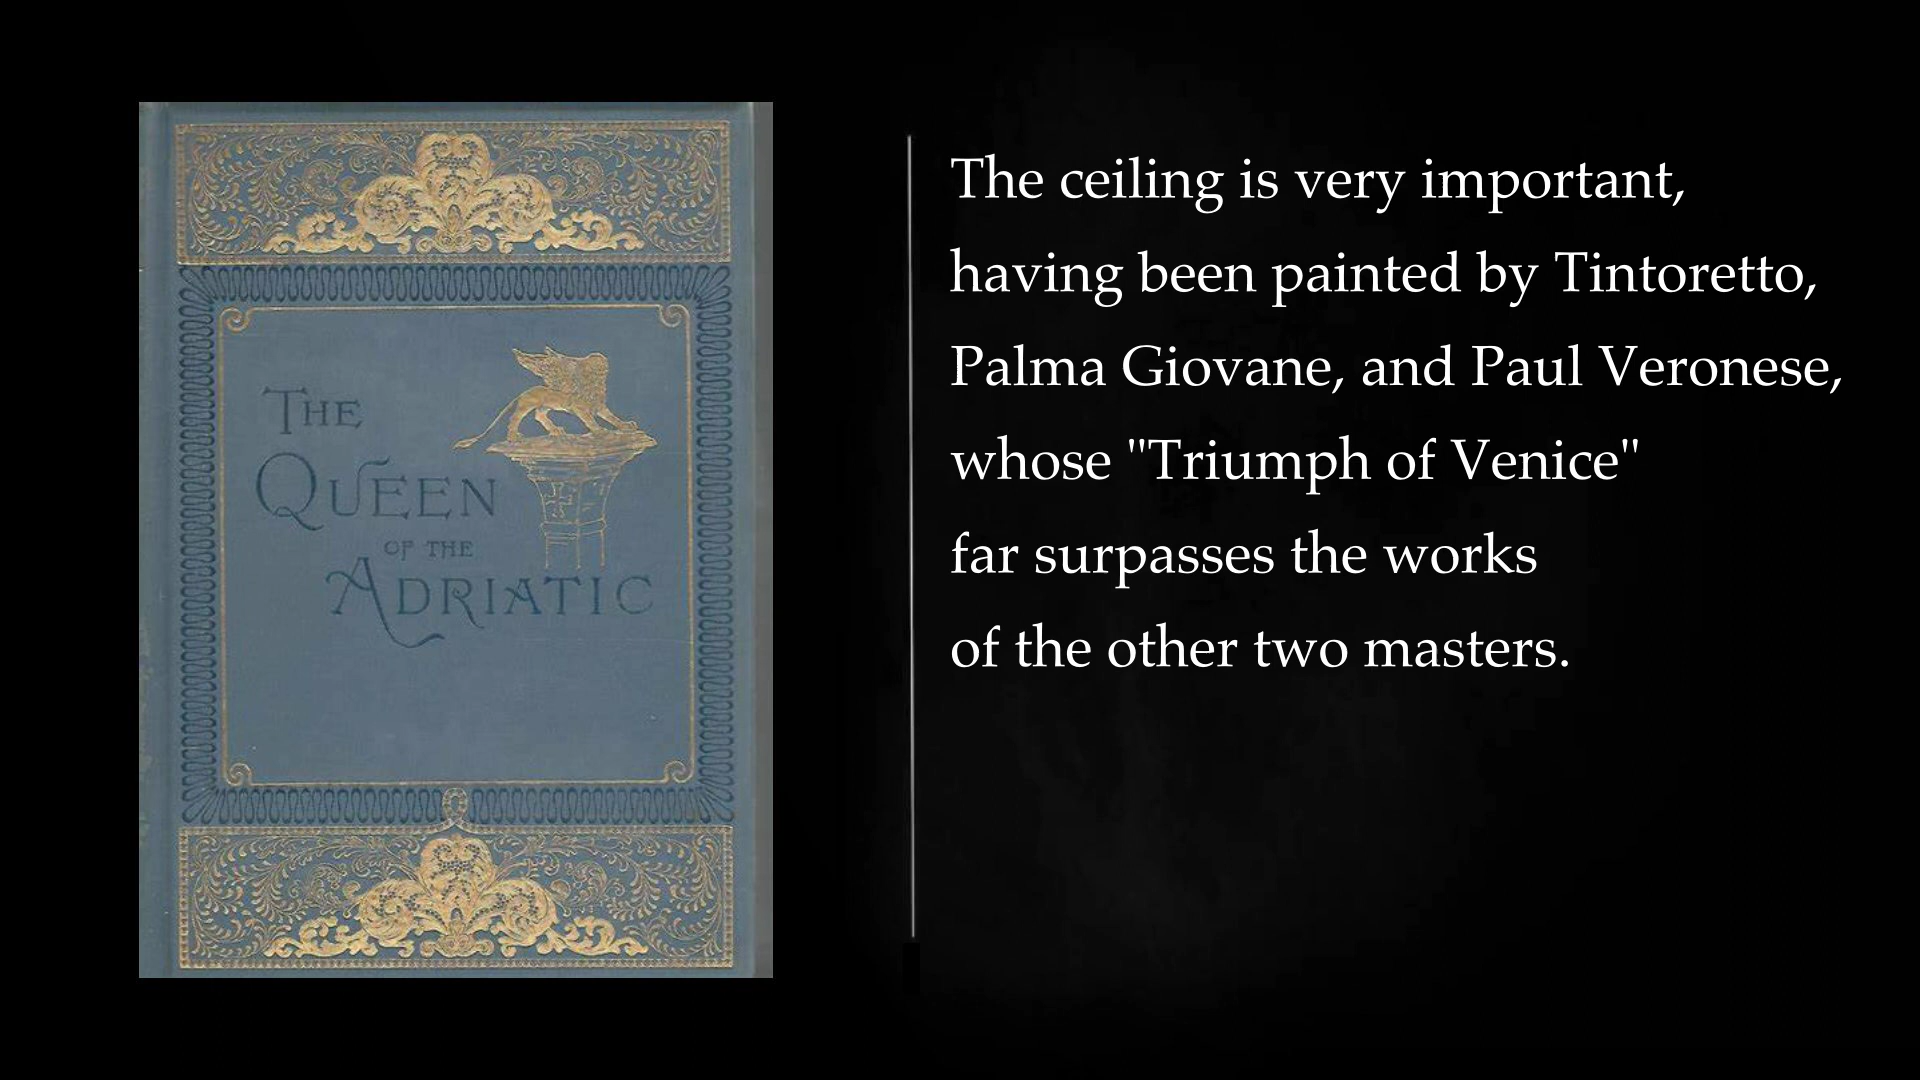 THE
QUEEN
OF THE
ADRIATIC
The ceiling is very important,
having been painted by Tintoretto,
Palma Giovane, and Paul Veronese,
whose "Triumph of Venice"
far surpasses the works
of the other two masters.